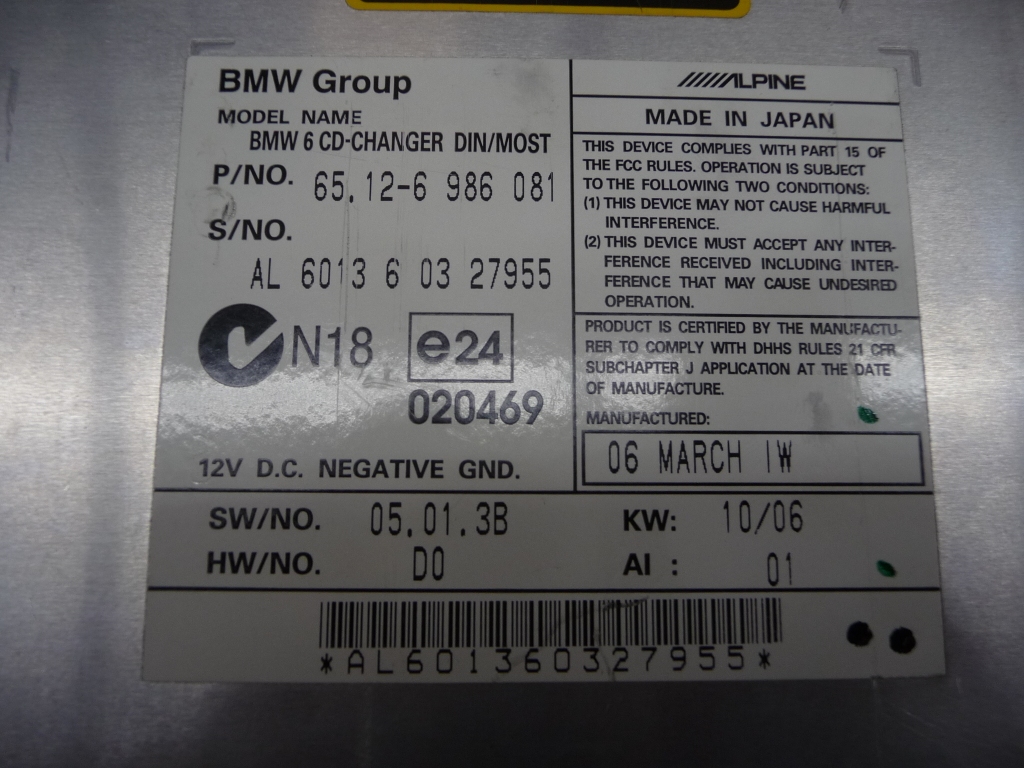 BMW Group
MODEL NAME
BMW 6 CD-CHANGER DIN/MOST
P/NO. 65.12-6 986 081
S/NO.
AL 6013 6 03 27955
N18 e24
020469
12V D.C. NEGATIVE GND.
ALPINE
MADE IN JAPAN
THIS DEVICE COMPLIES WITH PART 15 OF
THE FCC RULES. OPERATION IS SUBJECT
TO THE FOLLOWING TWO CONDITIONS:
(1) THIS DEVICE MAY NOT CAUSE HARMFUL
INTERFERENCE.
(2) THIS DEVICE MUST ACCEPT ANY INTER-
FERENCE RECEIVED INCLUDING INTER-
FERENCE THAT MAY CAUSE UNDESIRED
OPERATION.
PRODUCT IS CERTIFIED BY THE MANUFACTU-
RER TO COMPLY WITH DHHS RULES 21 CFR
SUBCHAPTER J APPLICATION AT THE DATE
OF MANUFACTURE.
MANUFACTURED:
06 MARCH IW
SW/NO. 05.01.3B KW: 10/06
HW/NO. D0 AI : 01
*AL601360327955*